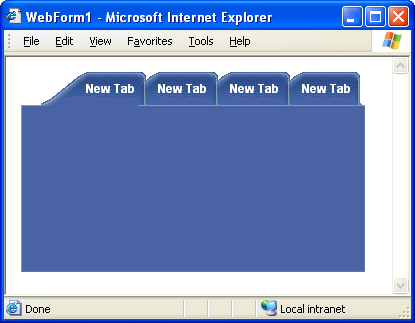 WebForm1 - Microsoft Internet Explorer
File Edit View Favorites Tools Help
New Tab New Tab New Tab New Tab
Done Local intranet